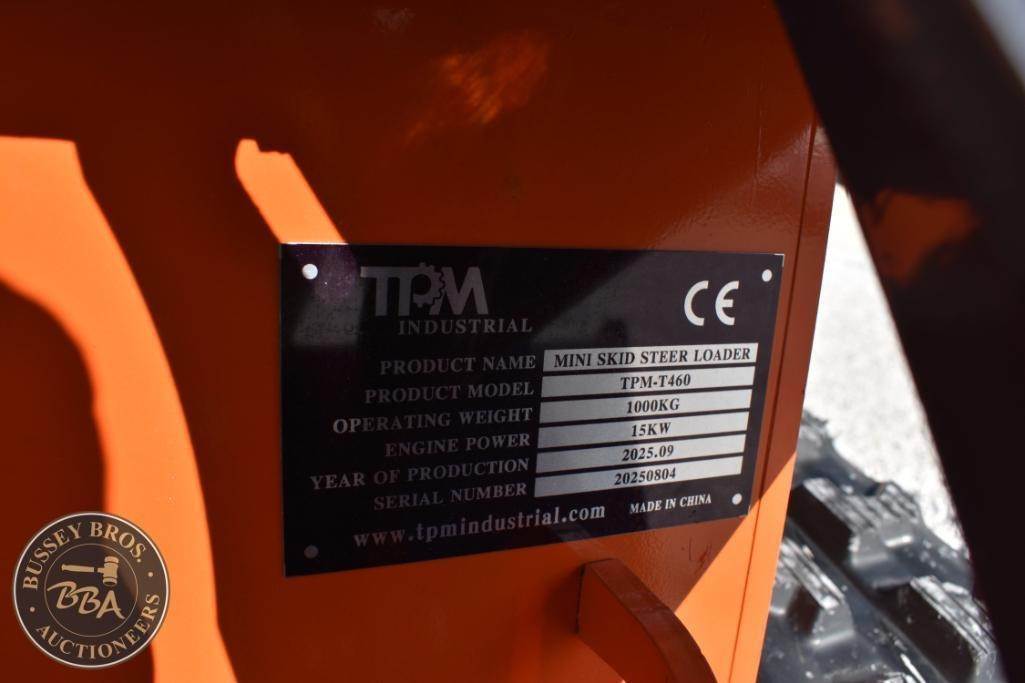 TPM
INDUSTRIAL
CE
PRODUCT NAME MINI SKID STEER LOADER
PRODUCT MODEL TPM-T460
OPERATING WEIGHT 1000KG
ENGINE POWER 15KW
YEAR OF PRODUCTION 2025.09
SERIAL NUMBER 20250804
www.tpmindustrial.com MADE IN CHINA
BUSSEY BROS.
BBA
AUCTIONEERS